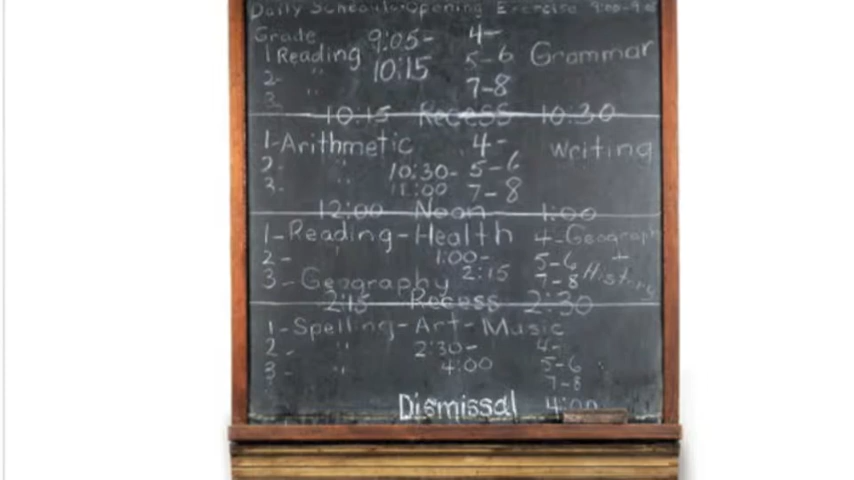 Daily Schedule Opening Exercise 9:00-9:05
Grade 9:05- 4-
1 Reading 5-6 Grammar
2- " 10:15 7-8
3 "
10:15 Recess 10:30
1-Arithmetic 4- Writing
2- " 10:30- 5-6
3- " 11:00 7-8
12:00 Noon 1:00
1-Reading-Health 4-Geograph
2- " 1:00- 5-6 +
3-Geography 2:15 7-8 History
2:15 Recess 2:30
1-Spelling-Art-Music
2- " 2:30- 4-
3- " 4:00 5-6
7-8
Dismissal 4:00